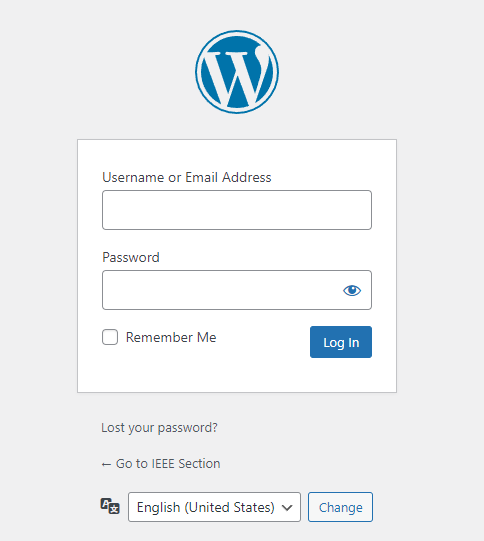 Username or Email Address
Password
Remember Me
Log In
Lost your password?
← Go to IEEE Section
English (United States)
Change